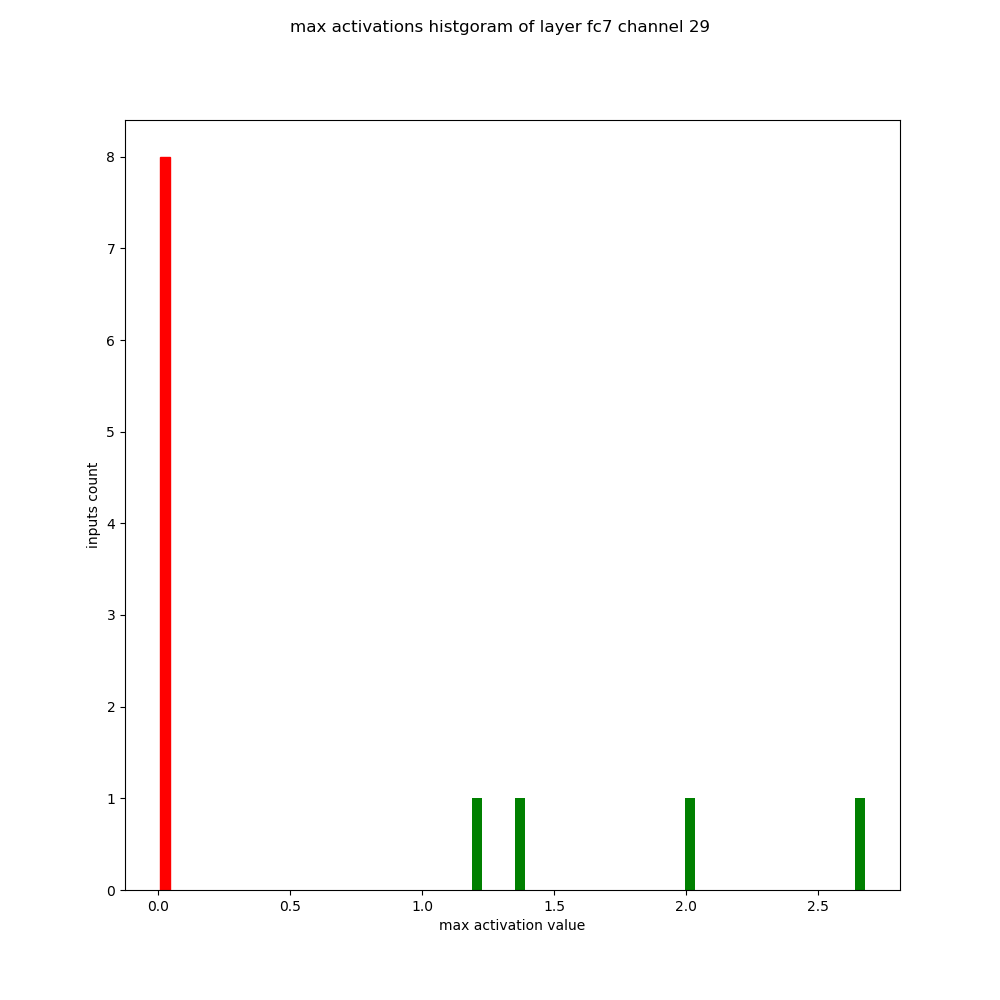 max activations histgoram of layer fc7 channel 29
8
7
6
5
4
3
2
1
0
inputs count
0.0 0.5 1.0 1.5 2.0 2.5
max activation value